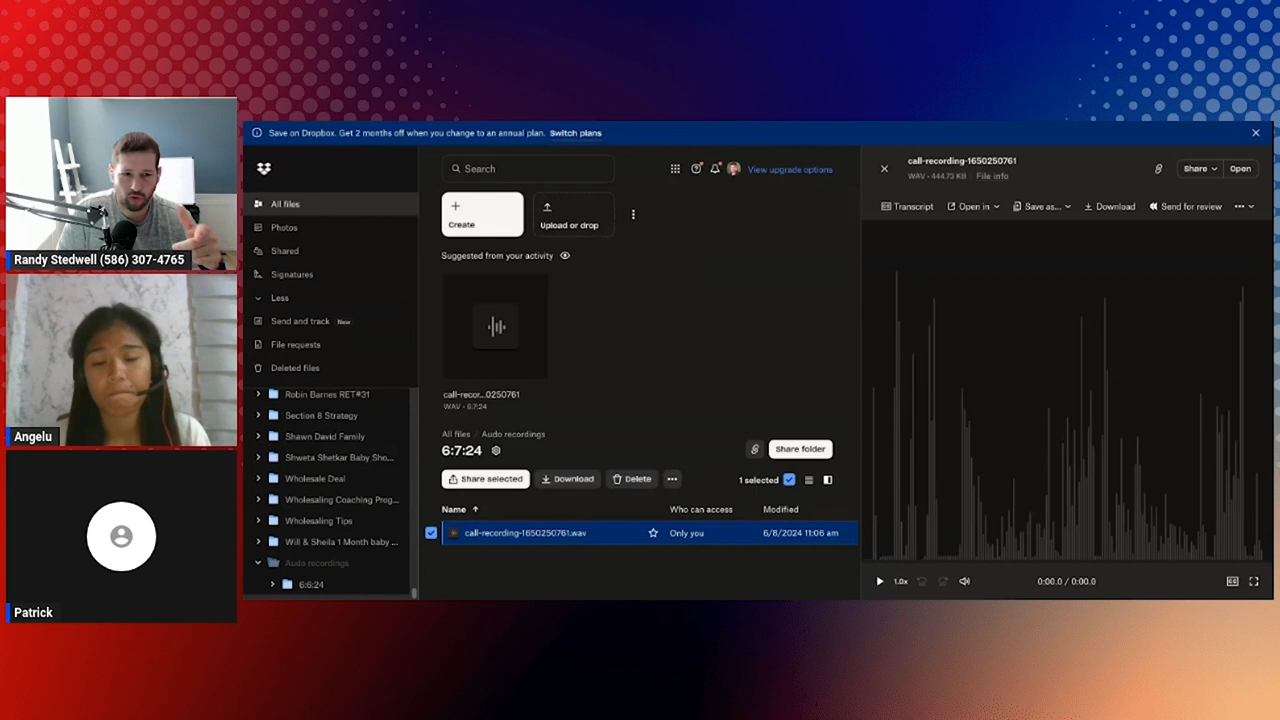 Save on Dropbox. Get 2 months off when you change to an annual plan. Switch plans
Randy Stedwell (586) 307-4765
Angelu
Patrick
All files
Photos
Shared
Signatures
Less
Send and track New
File requests
Deleted files
Robin Barnes RET#31
Section 8 Strategy
Shawn David Family
Shweta Shetkar Baby Sho...
Wholesale Deal
Wholesaling Coaching Prog...
Wholesaling Tips
Will & Sheila 1 Month baby ...
Audo recordings
6:6:24
Search
View upgrade options
Create
Upload or drop
Suggested from your activity
call-recor...0250761
WAV • 6:7:24
All files / Audo recordings
6:7:24
Share folder
Share selected
Download
Delete
1 selected
Name
Who can access
Modified
call-recording-1650250761.wav
Only you
6/8/2024 11:06 am
call-recording-1650250761
WAV • 444.73 KB
File info
Share
Open
Transcript
Open in
Save as...
Download
Send for review
1.0x
0:00.0 / 0:00.0